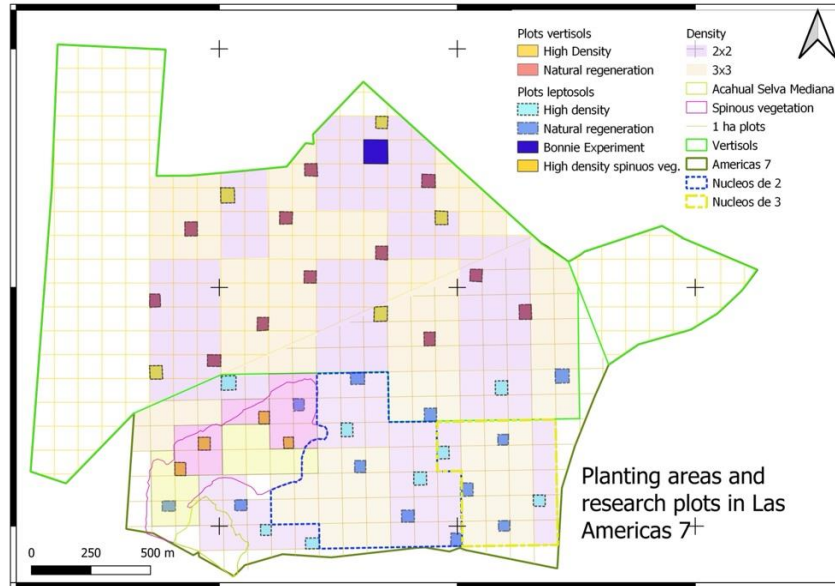 Plots vertisols
High Density
Natural regeneration
Plots leptosols
High density
Natural regeneration
Bonnie Experiment
High density spinuos veg.
Density
2x2
3x3
Acahual Selva Mediana
Spinous vegetation
1 ha plots
Vertisols
Americas 7
Nucleos de 2
Nucleos de 3
Planting areas and
research plots in Las
Americas 7
0 250 500 m